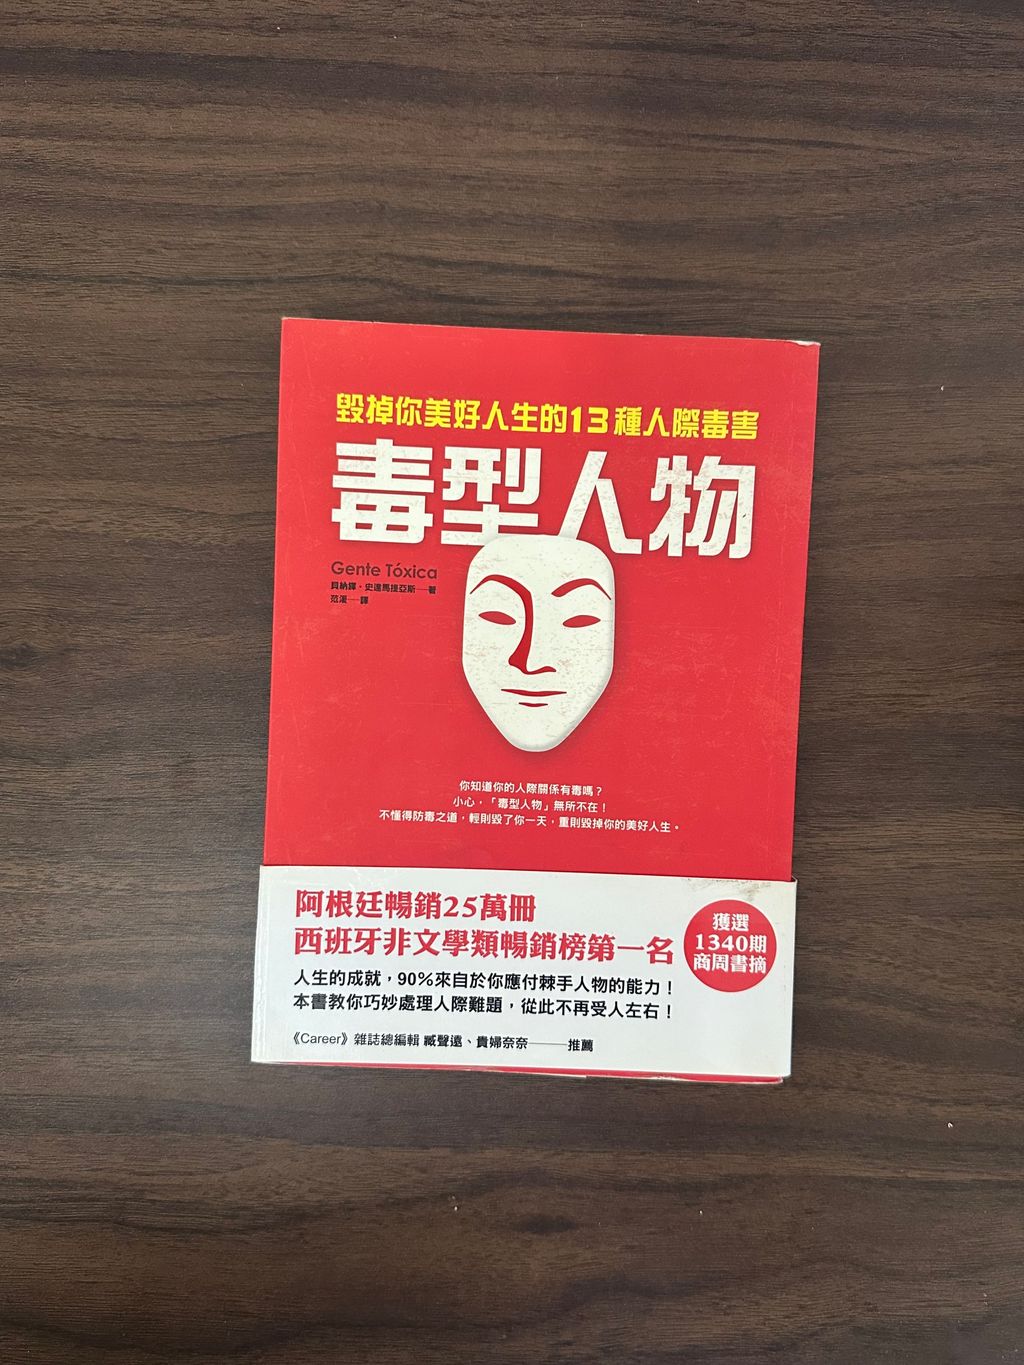 毀掉你美好人生的13種人際毒害
毒型人物
Gente Tóxica
貝納鐸・史達馬提亞斯──著
范湲──譯
你知道你的人際關係有毒嗎？
小心，「毒型人物」無所不在！
不懂得防毒之道，輕則毀了你一天，重則毀掉你的美好人生。
阿根廷暢銷25萬冊
西班牙非文學類暢銷榜第一名
獲選
1340期
商周書摘
人生的成就，90%來自於你應付棘手人物的能力！
本書教你巧妙處理人際難題，從此不再受人左右！
《Career》雜誌總編輯 臧聲遠、貴婦奈奈───推薦